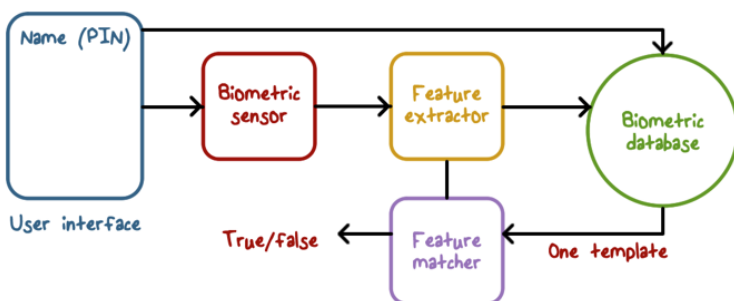 Name (PIN)
Biometric
sensor
Feature
extractor
Biometric
database
User interface
True/false
Feature
matcher
One template